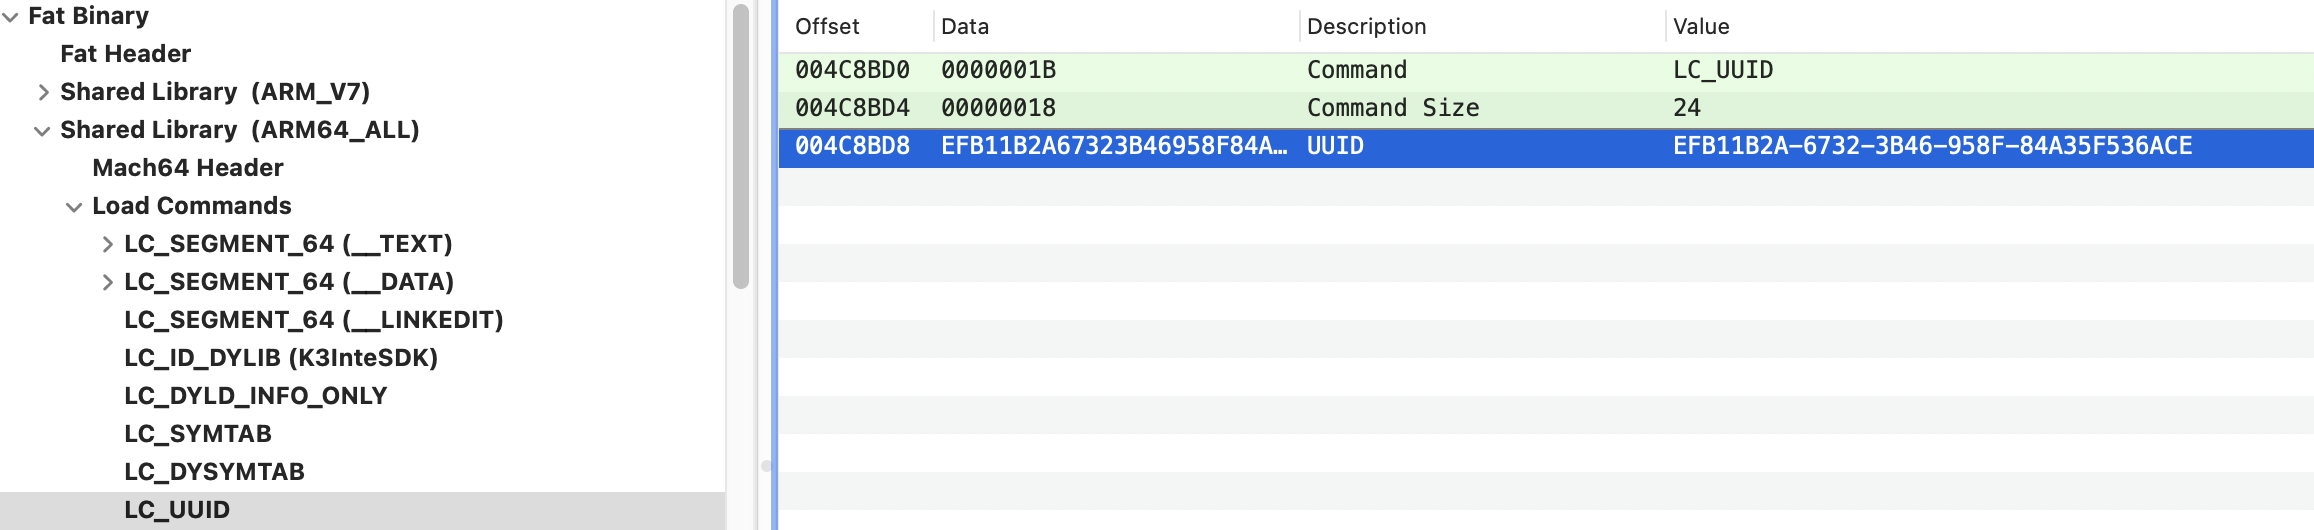 Fat Binary
Fat Header
Shared Library (ARM_V7)
Shared Library (ARM64_ALL)
Mach64 Header
Load Commands
LC_SEGMENT_64 (__TEXT)
LC_SEGMENT_64 (__DATA)
LC_SEGMENT_64 (__LINKEDIT)
LC_ID_DYLIB (K3InteSDK)
LC_DYLD_INFO_ONLY
LC_SYMTAB
LC_DYSYMTAB
LC_UUID
Offset Data Description Value
004C8BD0 0000001B Command LC_UUID
004C8BD4 00000018 Command Size 24
004C8BD8 EFB11B2A67323B46958F84A… UUID EFB11B2A-6732-3B46-958F-84A35F536ACE